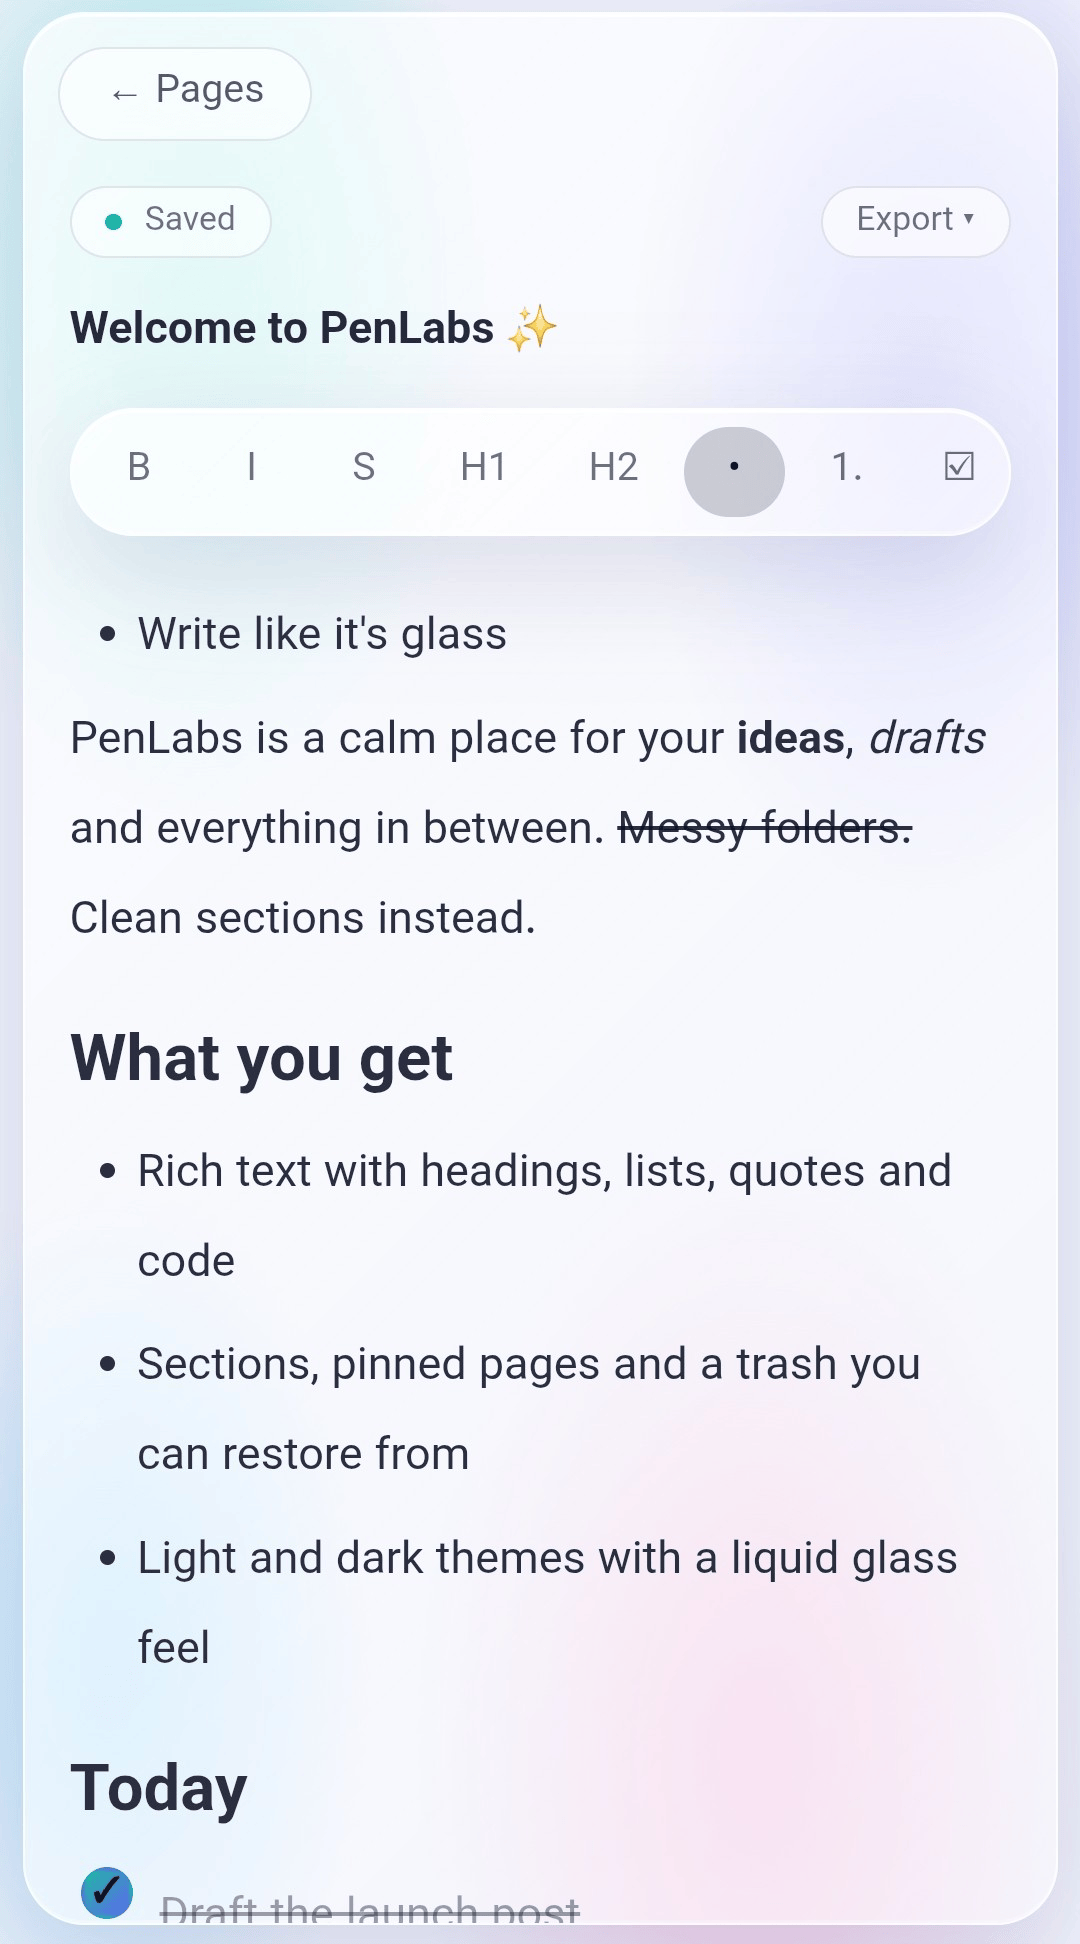 ← Pages
Saved
Export ▾
Welcome to PenLabs ✨
B I S H1 H2 • 1. ☑
• Write like it's glass
PenLabs is a calm place for your ideas, drafts
and everything in between. Messy folders.
Clean sections instead.
What you get
• Rich text with headings, lists, quotes and
code
• Sections, pinned pages and a trash you
can restore from
• Light and dark themes with a liquid glass
feel
Today
✓ Draft the launch post